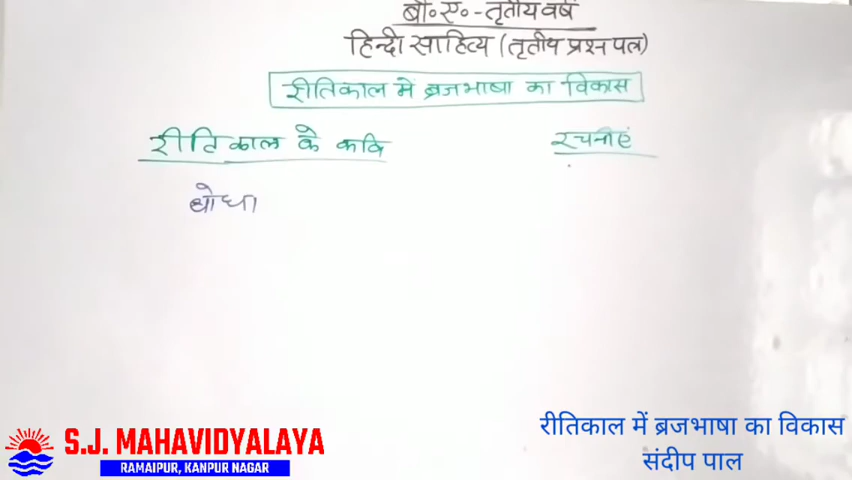 बी॰ए॰-तृतीय वर्ष
हिन्दी साहित्य (तृतीय प्रश्न पत्र)
रीतिकाल में ब्रजभाषा का विकास
रीतिकाल के कवि रचनाएं
बोधा
S.J. MAHAVIDYALAYA
RAMAIPUR, KANPUR NAGAR
रीतिकाल में ब्रजभाषा का विकास
संदीप पाल